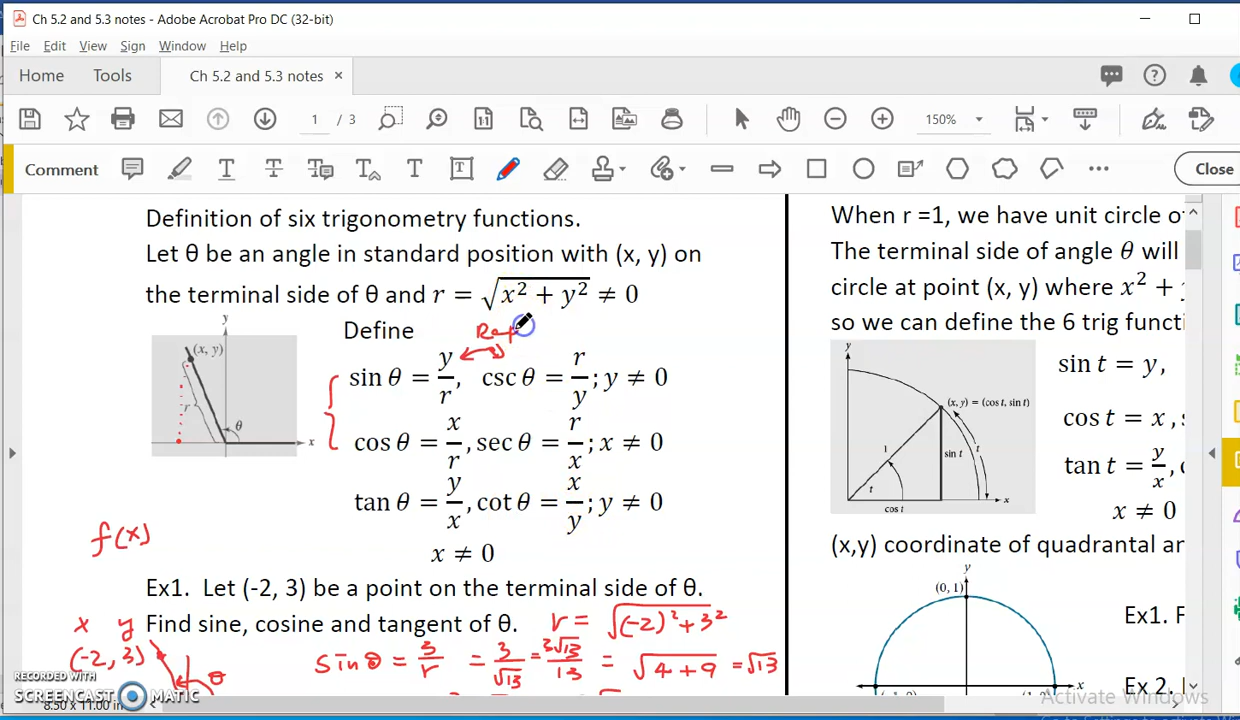 Ch 5.2 and 5.3 notes - Adobe Acrobat Pro DC (32-bit)
File Edit View Sign Window Help
Home Tools Ch 5.2 and 5.3 notes ×
1 / 3 150%
Comment Close
Definition of six trigonometry functions.
Let θ be an angle in standard position with (x, y) on
the terminal side of θ and r = √x² + y² ≠ 0
Define
y
(x, y)
r
θ
x
sin θ = y/r, csc θ = r/y; y ≠ 0
cos θ = x/r, sec θ = r/x; x ≠ 0
tan θ = y/x, cot θ = x/y; y ≠ 0
x ≠ 0
f(x)
Ex1. Let (-2, 3) be a point on the terminal side of θ.
Find sine, cosine and tangent of θ.
r = √(-2)² + 3²
= √4 + 9 = √13
x y
(-2, 3)
θ
sin θ = 3/r = 3/√13 = 3√13/13
When r =1, we have unit circle
The terminal side of angle θ will
circle at point (x, y) where x² +
so we can define the 6 trig
y
(x, y) = (cos t, sin t)
1
t
sin t
t
x
cos t
sin t = y,
cos t = x ,
tan t = y/x,
x ≠ 0
(x,y) coordinate of quadrantal
y
(0, 1)
x
Ex1.
Ex 2.
RECORDED WITH
SCREENCAST MATIC
8.50 x 11.00 in
Activate Windows